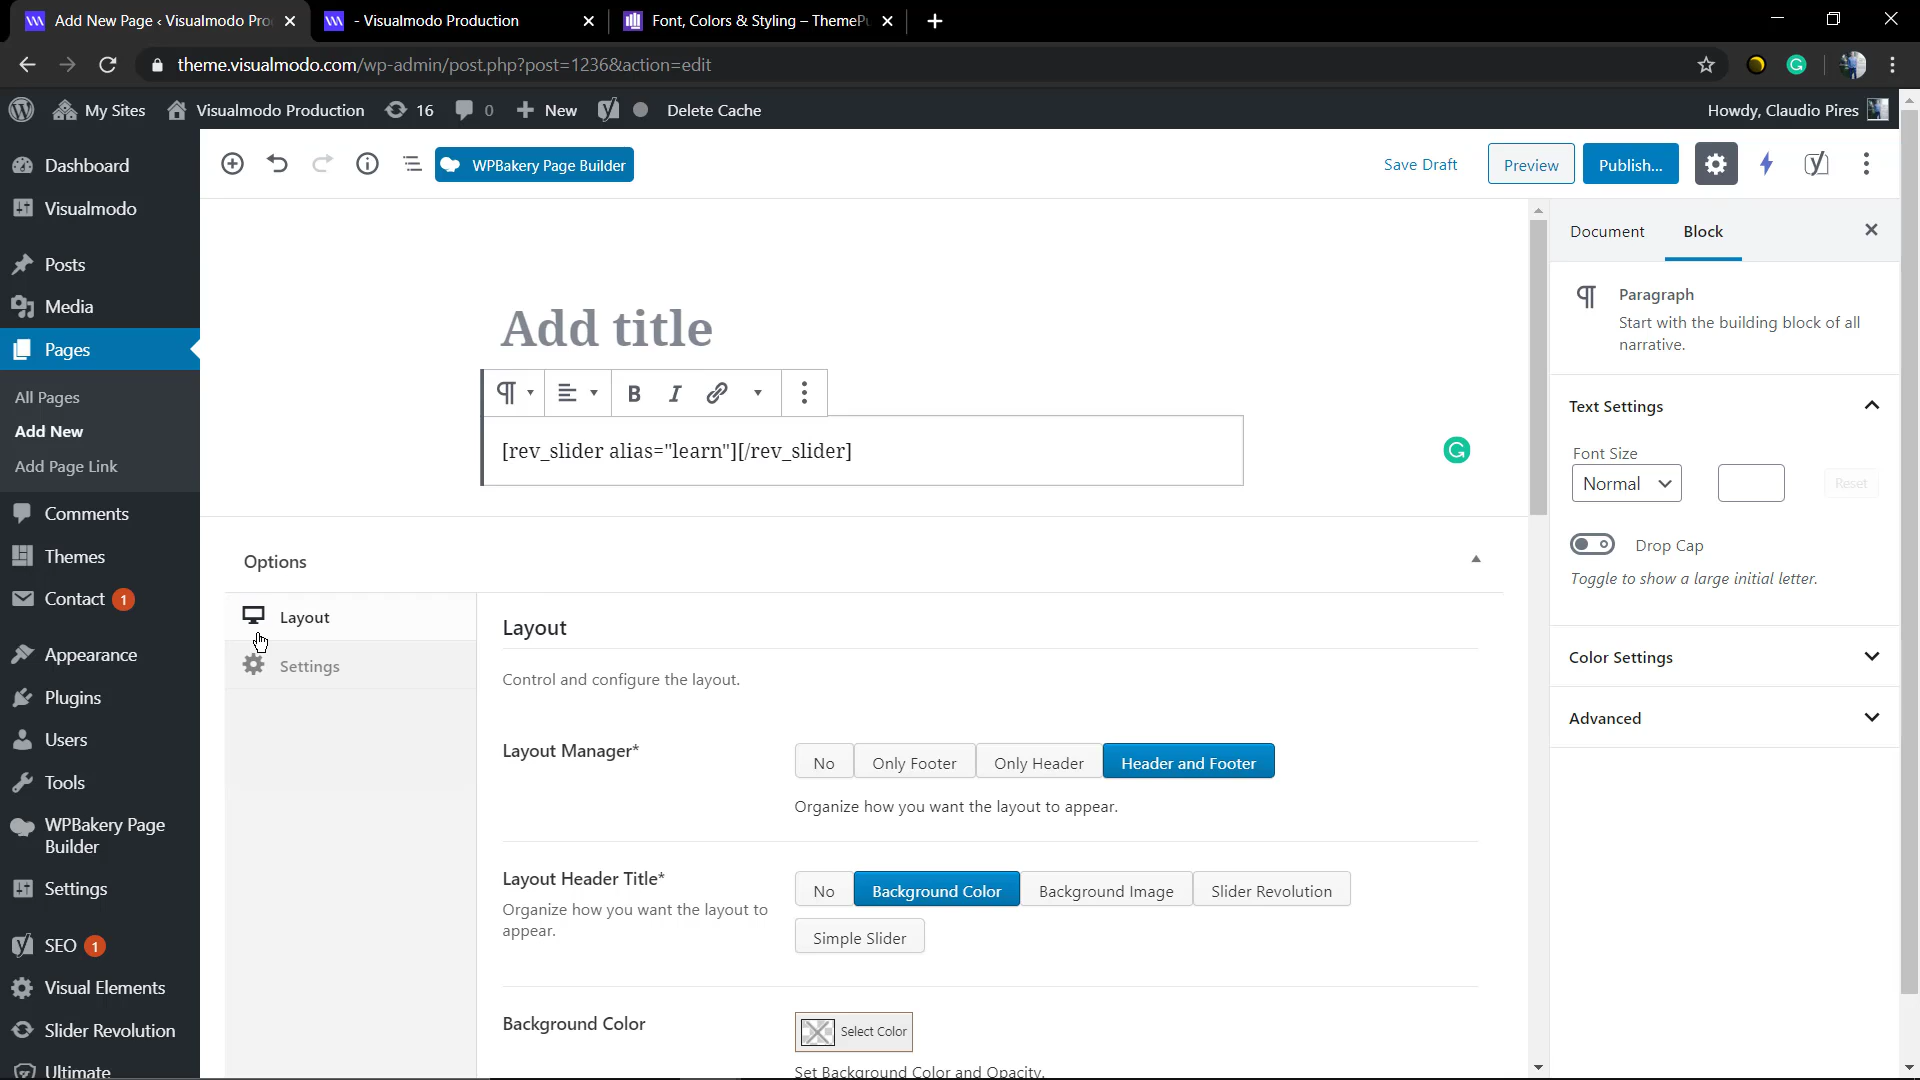 Add New Page ‹ Visualmodo Pro
- Visualmodo Production
Font, Colors & Styling – ThemePu
theme.visualmodo.com/wp-admin/post.php?post=1236&action=edit
My Sites
Visualmodo Production
16
0
New
Delete Cache
Howdy, Claudio Pires
Dashboard
Visualmodo
Posts
Media
Pages
All Pages
Add New
Add Page Link
Comments
Themes
Contact 1
Appearance
Plugins
Users
Tools
WPBakery Page
Builder
Settings
SEO 1
Visual Elements
Slider Revolution
Ultimate
WPBakery Page Builder
Save Draft
Preview
Publish...
Add title
B I
[rev_slider alias="learn"][/rev_slider]
Options
Layout
Settings
Layout
Control and configure the layout.
Layout Manager*
No
Only Footer
Only Header
Header and Footer
Organize how you want the layout to appear.
Layout Header Title*
Organize how you want the layout to
appear.
No
Background Color
Background Image
Slider Revolution
Simple Slider
Background Color
Select Color
Set Background Color and Opacity.
Document
Block
Paragraph
Start with the building block of all
narrative.
Text Settings
Font Size
Normal
Reset
Drop Cap
Toggle to show a large initial letter.
Color Settings
Advanced